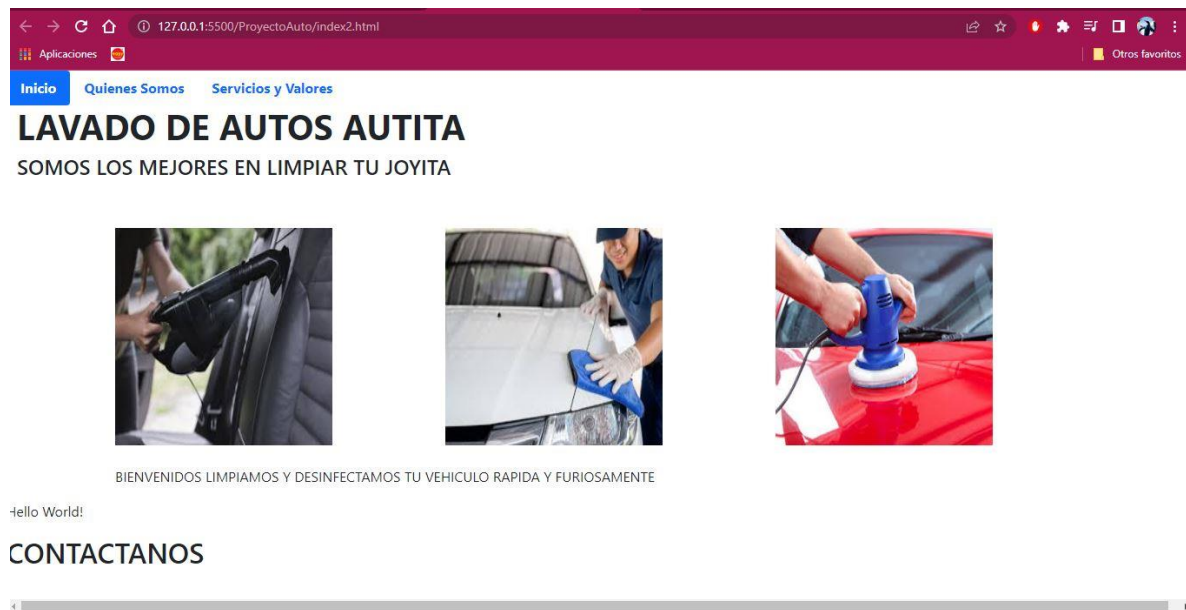 127.0.0.1:5500/ProyectoAuto/index2.html
Aplicaciones
Otros favoritos
Inicio Quienes Somos Servicios y Valores
LAVADO DE AUTOS AUTITA
SOMOS LOS MEJORES EN LIMPIAR TU JOYITA
BIENVENIDOS LIMPIAMOS Y DESINFECTAMOS TU VEHICULO RAPIDA Y FURIOSAMENTE
Hello World!
CONTACTANOS